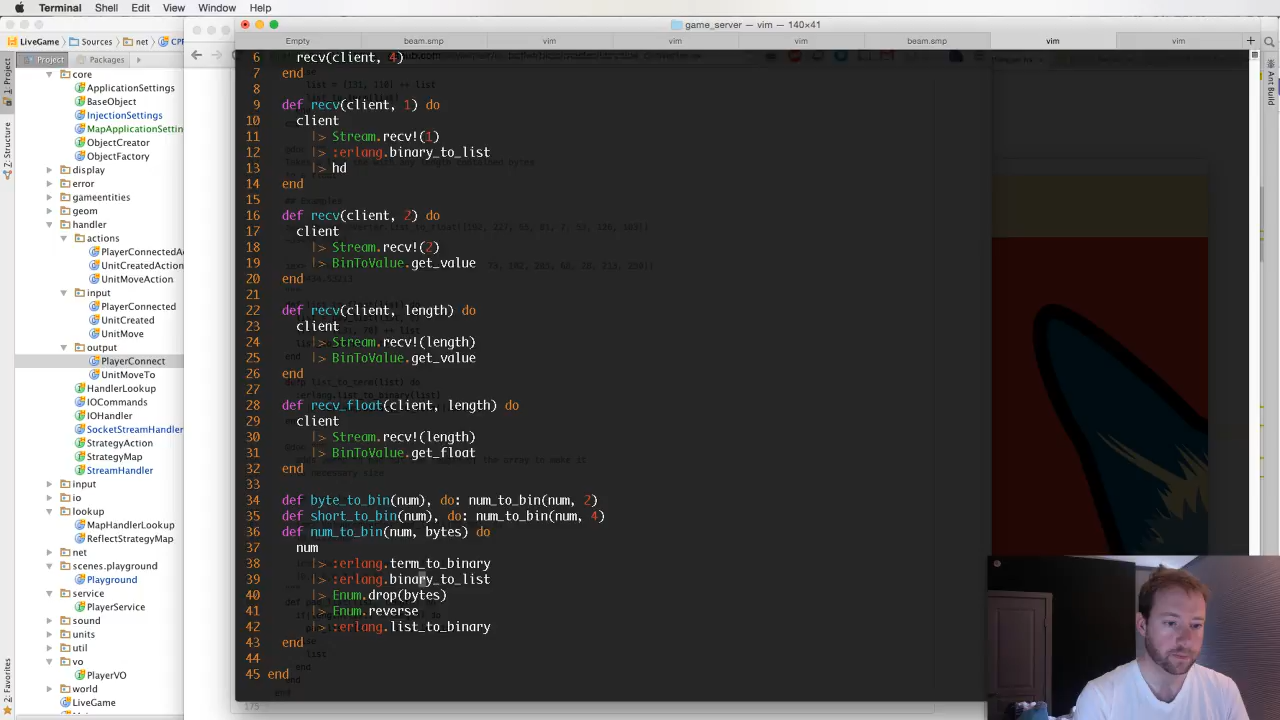 Terminal Shell Edit View Window Help
game_server — vim — 140×41
Empty beam.smp vim vim vim beam.smp vim vim
LiveGame Sources net
Project Packages
core
ApplicationSettings
BaseObject
InjectionSettings
MapApplicationSettin
ObjectCreator
ObjectFactory
display
error
gameentities
geom
handler
actions
PlayerConnectedA
UnitCreatedAction
UnitMoveAction
input
PlayerConnected
UnitCreated
UnitMove
output
PlayerConnect
UnitMoveTo
HandlerLookup
IOCommands
IOHandler
SocketStreamHandler
StrategyAction
StrategyMap
StreamHandler
input
io
lookup
MapHandlerLookup
ReflectStrategyMap
net
scenes.playground
Playground
service
PlayerService
sound
units
util
vo
PlayerVO
world
LiveGame
1: Project
7: Structure
2: Favorites
Ant Build
6 recv(client, 4)
7 end
8
9 def recv(client, 1) do
10 client
11 |> Stream.recv!(1)
12 |> :erlang.binary_to_list
13 |> hd
14 end
15
16 def recv(client, 2) do
17 client
18 |> Stream.recv!(2)
19 |> BinToValue.get_value
20 end
21
22 def recv(client, length) do
23 client
24 |> Stream.recv!(length)
25 |> BinToValue.get_value
26 end
27
28 def recv_float(client, length) do
29 client
30 |> Stream.recv!(length)
31 |> BinToValue.get_float
32 end
33
34 def byte_to_bin(num), do: num_to_bin(num, 2)
35 def short_to_bin(num), do: num_to_bin(num, 4)
36 def num_to_bin(num, bytes) do
37 num
38 |> :erlang.term_to_binary
39 |> :erlang.binary_to_list
40 |> Enum.drop(bytes)
41 |> Enum.reverse
42 |> :erlang.list_to_binary
43 end
44
45 end
175